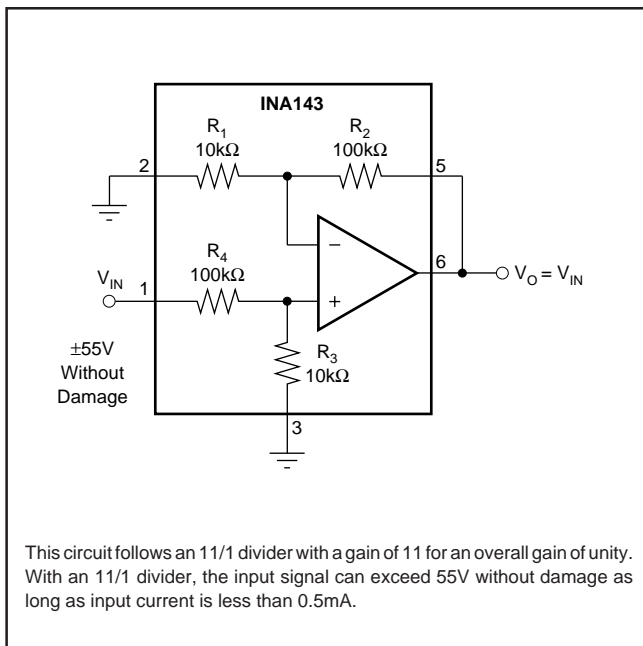 INA143
R1
10kΩ
R2
100kΩ
2
5
−
6
VO = VIN
VIN
R4
100kΩ
1
+
±55V
Without
Damage
R3
10kΩ
3
This circuit follows an 11/1 divider with a gain of 11 for an overall gain of unity.
With an 11/1 divider, the input signal can exceed 55V without damage as
long as input current is less than 0.5mA.